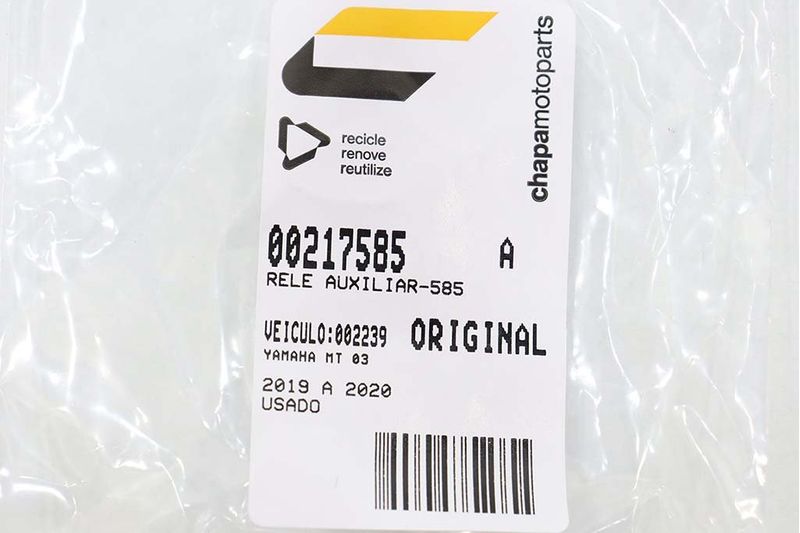 chapamotoparts
recicle
renove
reutilize
00217585 A
RELE AUXILIAR-585
VEICULO:002239 ORIGINAL
YAMAHA MT 03
2019 A 2020
USADO